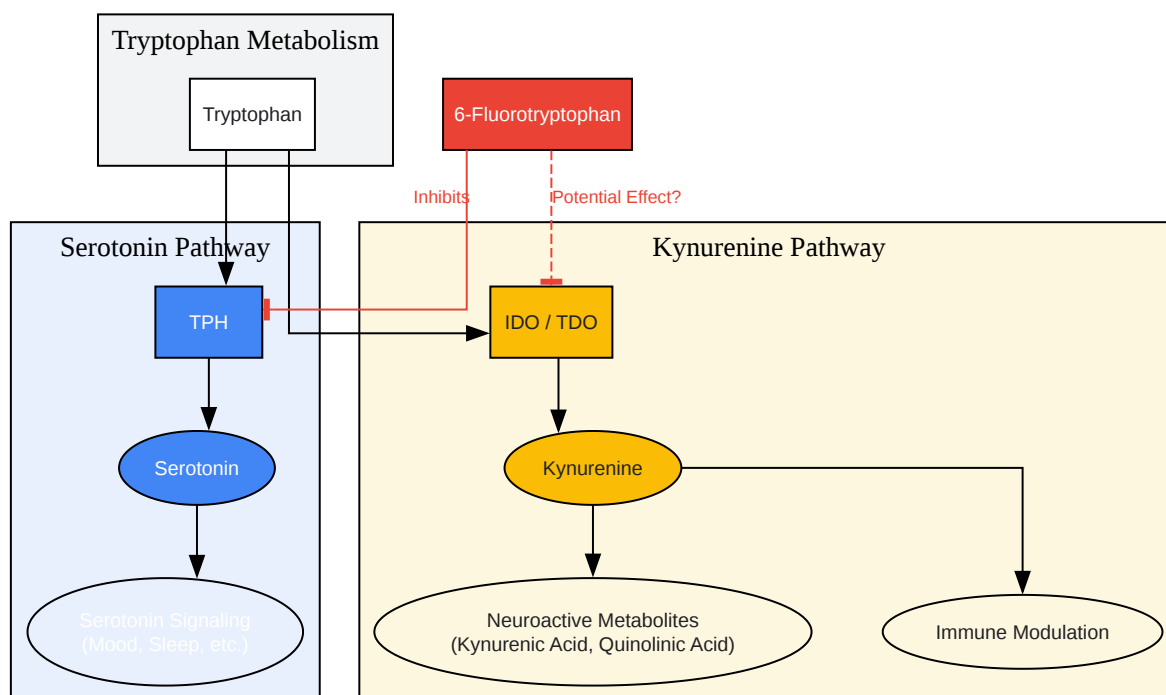 Tryptophan Metabolism
Tryptophan
6-Fluorotryptophan
Inhibits
Potential Effect?
Serotonin Pathway
Kynurenine Pathway
TPH
IDO / TDO
Serotonin
Kynurenine
Serotonin Signaling
(Mood, Sleep, etc.)
Neuroactive Metabolites
(Kynurenic Acid, Quinolinic Acid)
Immune Modulation